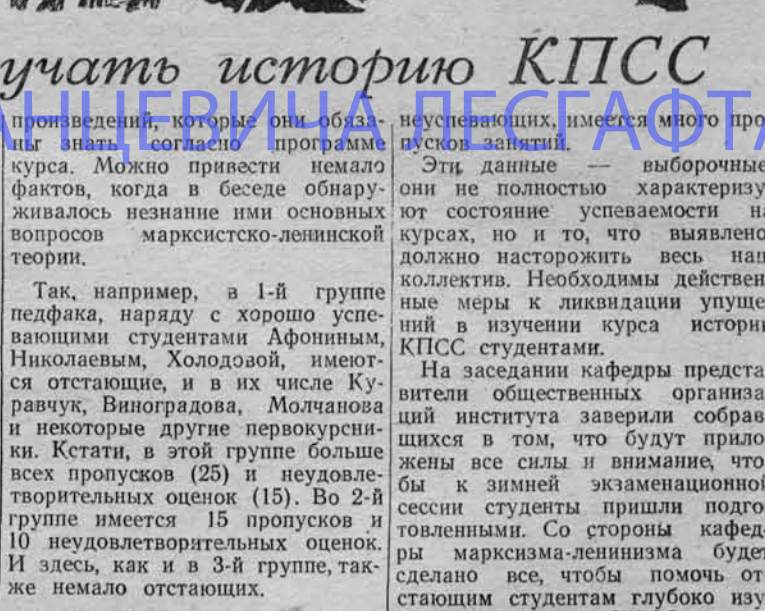 учать историю КПСС
АНЦЕВИЧА ЛЕСГАФТА
произведений, которые они обяза-
ны знать согласно программе
курса. Можно привести немало
фактов, когда в беседе обнару-
живалось незнание ими основных
вопросов марксистско-ленинской
теории.
Так, например, в 1-й группе
педфака, наряду с хорошо успе-
вающими студентами Афониным,
Николаевым, Холодовой, имеют-
ся отстающие, и в их числе Ку-
равчук, Виноградова, Молчанова
и некоторые другие первокурсни-
ки. Кстати, в этой группе больше
всех пропусков (25) и неудовле-
творительных оценок (15). Во 2-й
группе имеется 15 пропусков и
10 неудовлетворительных оценок.
И здесь, как и в 3-й группе, так-
же немало отстающих.
неуспевающих, имеется много про
пусков занятий.
Эти данные — выборочные
они не полностью характеризу
ют состояние успеваемости н
курсах, но и то, что выявлено
должно насторожить весь наш
коллектив. Необходимы действен
ные меры к ликвидации упуще
ний в изучении курса истории
КПСС студентами.
На заседании кафедры предста
вители общественных организа
ций института заверили собрав
щихся в том, что будут прило
жены все силы и внимание, что
бы к зимней экзаменационной
сессии студенты пришли подго
товленными. Со стороны кафед-
ры марксизма-ленинизма будет
сделано все, чтобы помочь от
стающим студентам глубоко изу